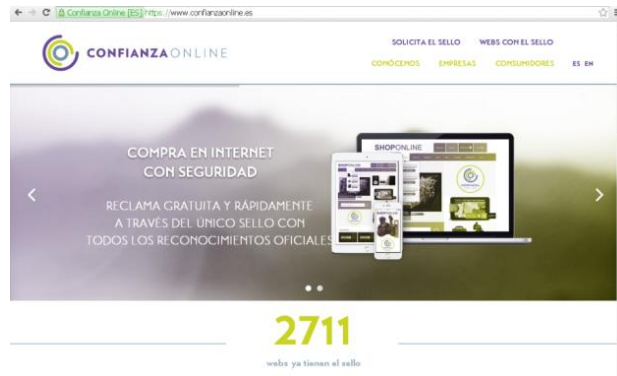 Confianza Online [ES] https://www.confianzaonline.es
CONFIANZAONLINE
SOLICITA EL SELLO WEBS CON EL SELLO
CONÓCENOS EMPRESAS CONSUMIDORES ES EN
COMPRA EN INTERNET
CON SEGURIDAD
RECLAMA GRATUITA Y RÁPIDAMENTE
A TRAVÉS DEL ÚNICO SELLO CON
TODOS LOS RECONOCIMIENTOS OFICIALES
SHOPONLINE
SHOPONLINE
2711
webs ya tienen el sello